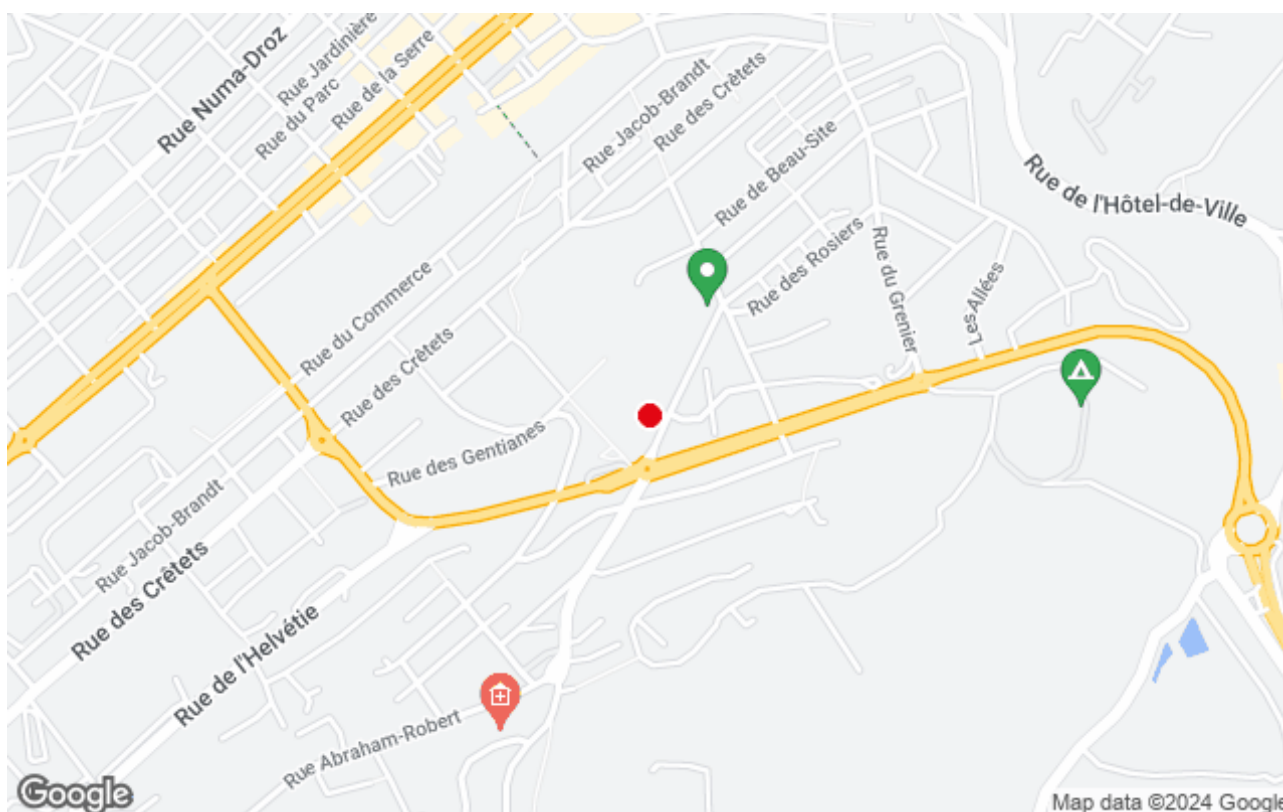 Rue Numa-Droz
Rue Jardinière
Rue du Parc
Rue de la Serre
Rue Jacob-Brandt
Rue des Crêtets
Rue de Beau-Site
Rue des Rosiers
Rue du Grenier
Rue de l'Hôtel-de-Ville
Les-Allées
Rue du Commerce
Rue des Crêtets
Rue des Gentianes
Rue Jacob-Brandt
Rue des Crêtets
Rue de l'Helvétie
Rue Abraham-Robert
Google
Map data ©2024 Google